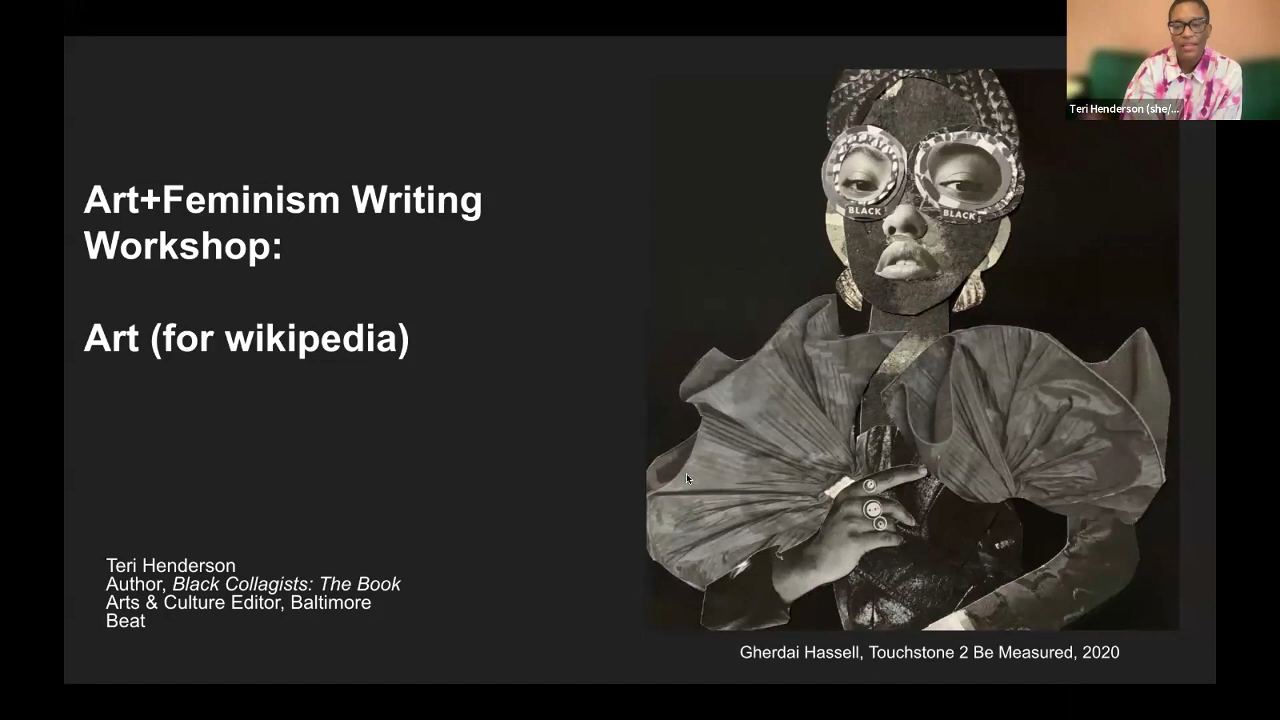 Art+Feminism Writing
Workshop:
Art (for wikipedia)
Teri Henderson
Author, Black Collagists: The Book
Arts & Culture Editor, Baltimore
Beat
BLACK
BLACK
Gherdai Hassell, Touchstone 2 Be Measured, 2020
Teri Henderson (she/...